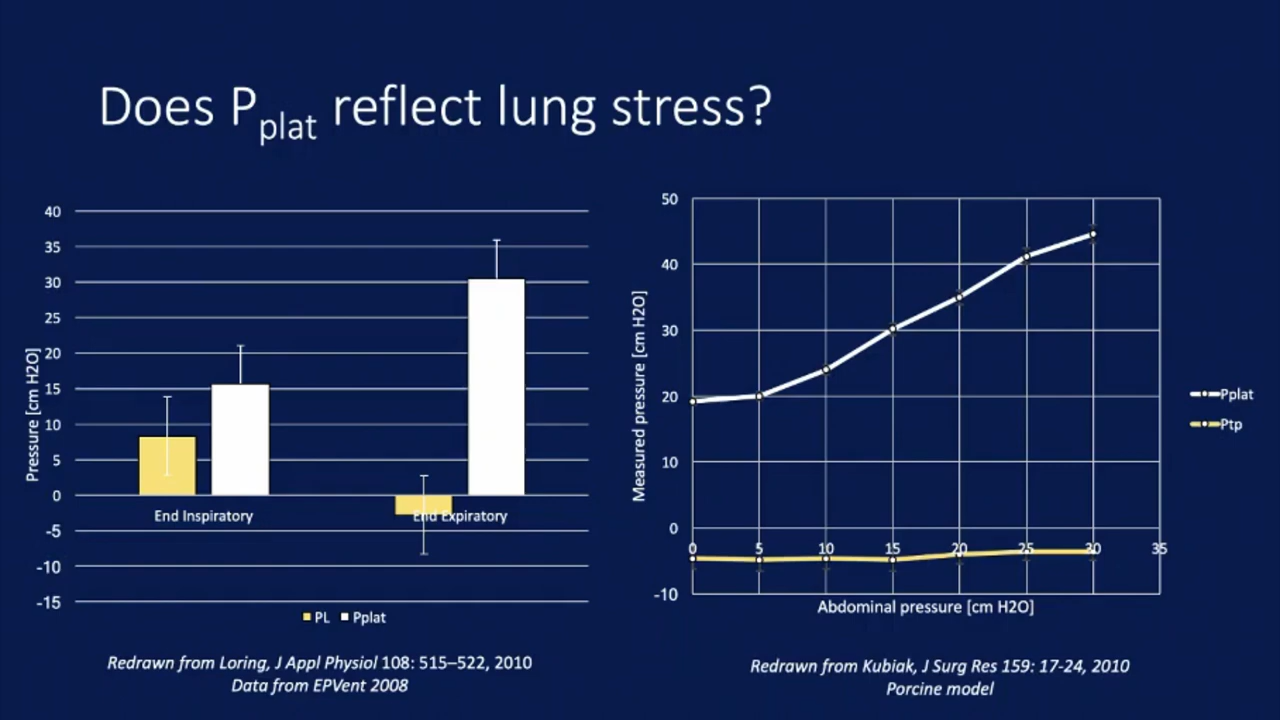 Does Pplat reflect lung stress?
40
35
30
25
20
15
10
5
0
-5
-10
-15
Pressure [cm H2O]
End Inspiratory
End Expiratory
PL
Pplat
Redrawn from Loring, J Appl Physiol 108: 515–522, 2010
Data from EPVent 2008
50
40
30
20
10
0
-10
Measured pressure [cm H2O]
0 5 10 15 20 25 30 35
Abdominal pressure [cm H2O]
Pplat
Ptp
Redrawn from Kubiak, J Surg Res 159: 17-24, 2010
Porcine model